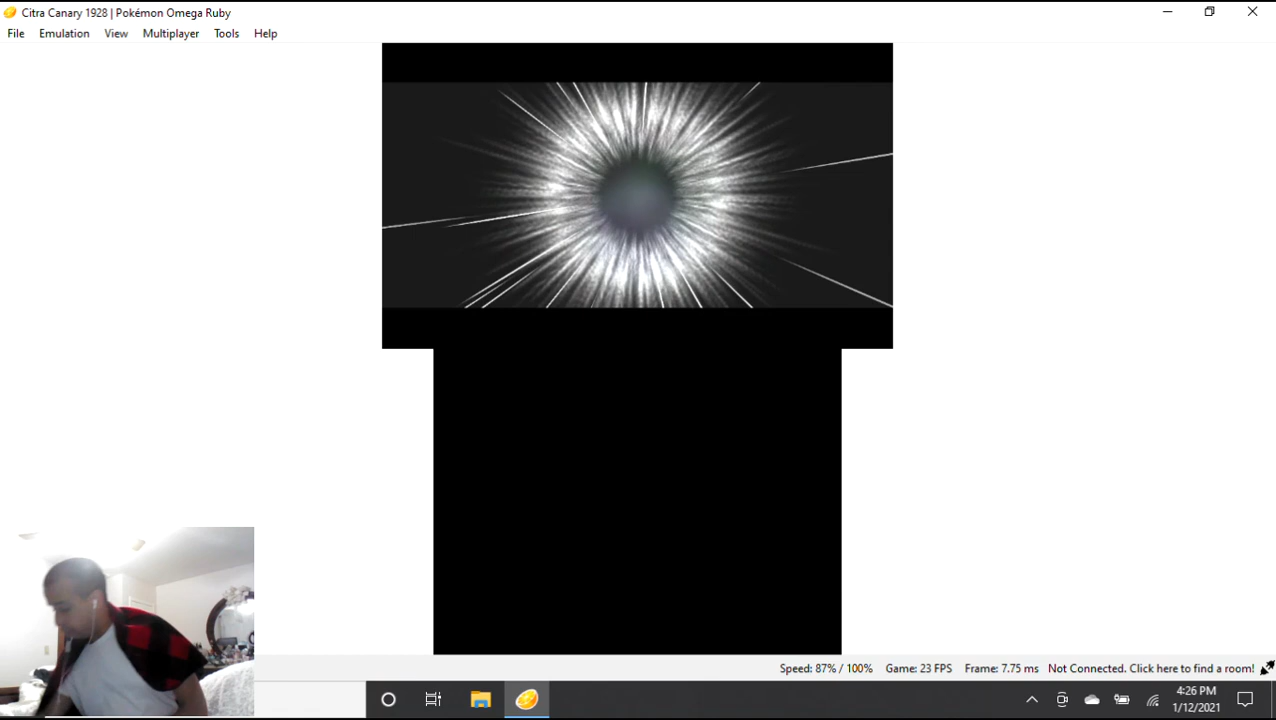 Citra Canary 1928 | Pokémon Omega Ruby
File Emulation View Multiplayer Tools Help
Speed: 87% / 100% Game: 23 FPS Frame: 7.75 ms Not Connected. Click here to find a room!
4:26 PM
1/12/2021